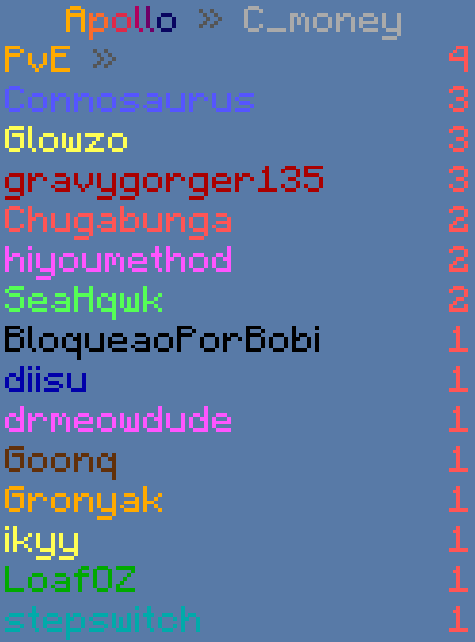 Apollo » C_money
PvE » 4
Connosaurus 3
Glowzo 3
gravygorger135 3
Chugabunga 2
hiyoumethod 2
SeaHqwk 2
BloqueaoPorBobi 1
diisu 1
drmeowdude 1
Goonq 1
Gronyak 1
ikyy 1
LoafOZ 1
stepswitch 1